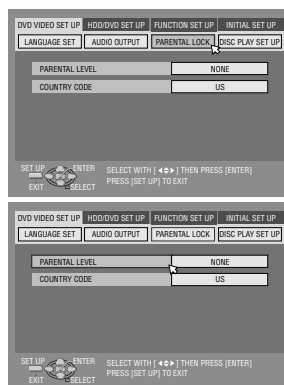 DVD VIDEO SET UP HDD/DVD SET UP FUNCTION SET UP INITIAL SET UP
LANGUAGE SET AUDIO OUTPUT PARENTAL LOCK DISC PLAY SET UP
PARENTAL LEVEL NONE
COUNTRY CODE US
SET UP ENTER SELECT WITH [ ] THEN PRESS [ENTER]
EXIT SELECT PRESS [SET UP] TO EXIT
DVD VIDEO SET UP HDD/DVD SET UP FUNCTION SET UP INITIAL SET UP
LANGUAGE SET AUDIO OUTPUT PARENTAL LOCK DISC PLAY SET UP
PARENTAL LEVEL NONE
COUNTRY CODE US
SET UP ENTER SELECT WITH [ ] THEN PRESS [ENTER]
EXIT SELECT PRESS [SET UP] TO EXIT